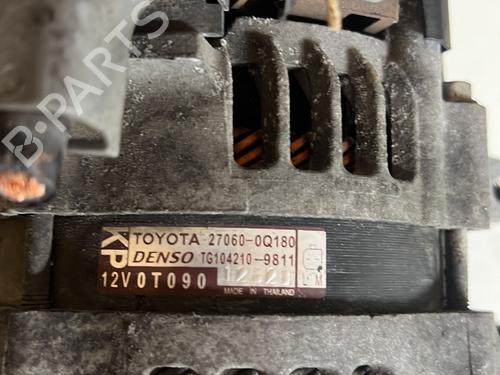 B-PARTS
KP
TOYOTA 27060-0Q180
DENSO TG104210-9811
12V 0T090
L M
MADE IN THAILAND